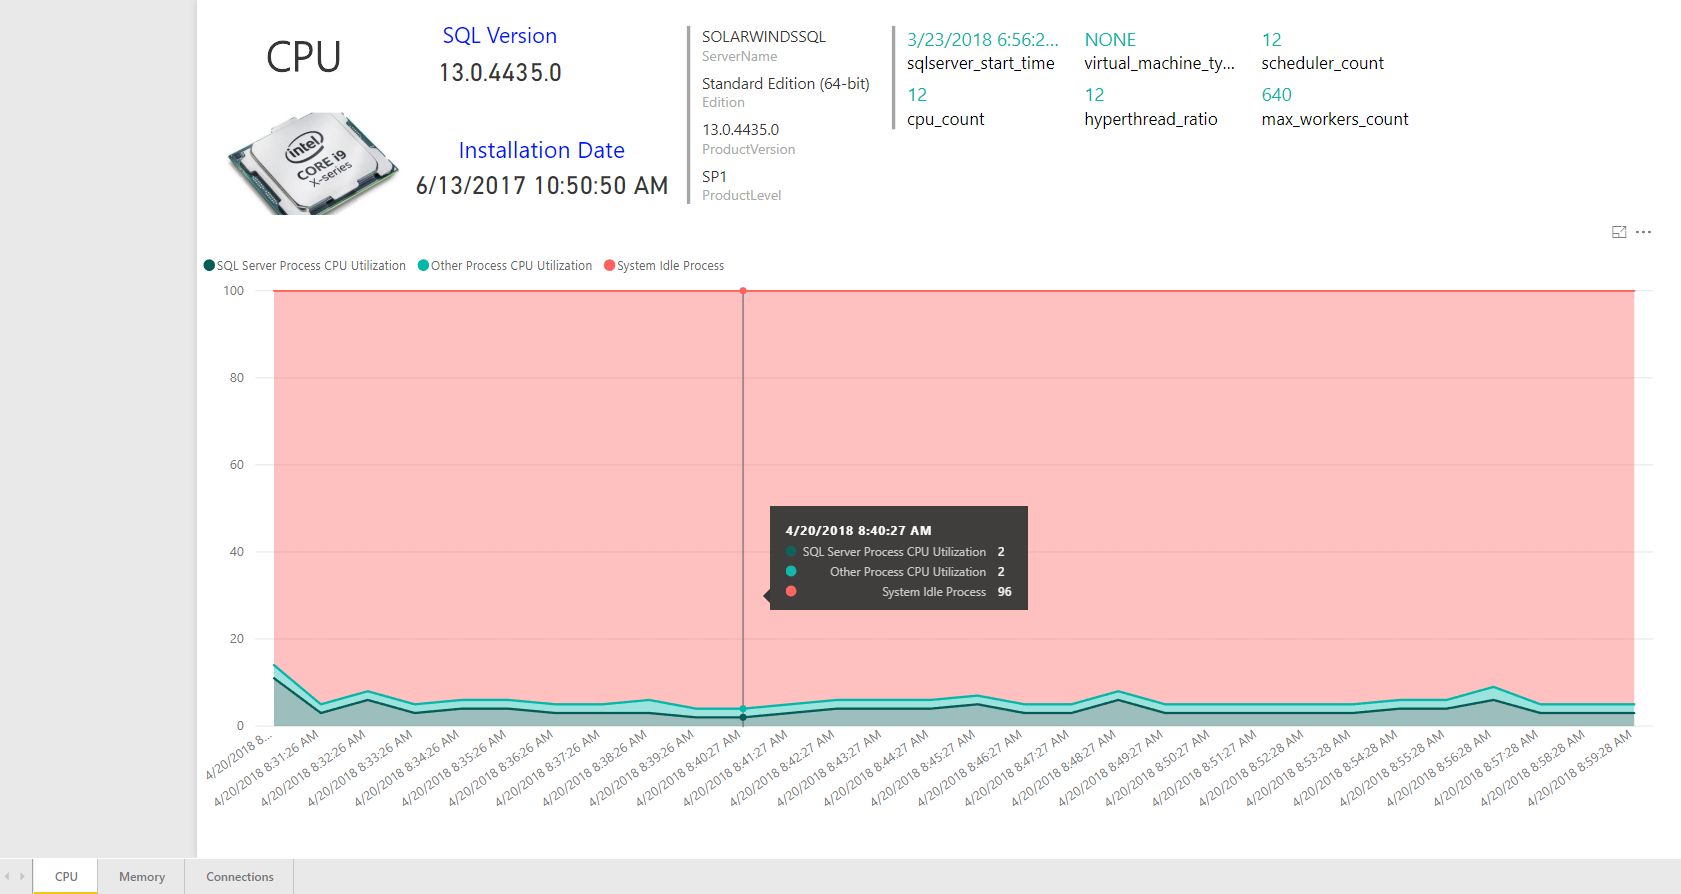 CPU
SQL Version
13.0.4435.0
intel
CORE i9
X-series
Installation Date
6/13/2017 10:50:50 AM
SOLARWINDSSQL
ServerName
Standard Edition (64-bit)
Edition
13.0.4435.0
ProductVersion
SP1
ProductLevel
3/23/2018 6:56:2...
sqlserver_start_time
NONE
virtual_machine_ty...
12
scheduler_count
12
cpu_count
12
hyperthread_ratio
640
max_workers_count
SQL Server Process CPU Utilization Other Process CPU Utilization System Idle Process
100
80
60
40
20
0
4/20/2018 8:40:27 AM
SQL Server Process CPU Utilization 2
Other Process CPU Utilization 2
System Idle Process 96
4/20/2018 8...
4/20/2018 8:31:26 AM
4/20/2018 8:32:26 AM
4/20/2018 8:33:26 AM
4/20/2018 8:34:26 AM
4/20/2018 8:35:26 AM
4/20/2018 8:36:26 AM
4/20/2018 8:37:26 AM
4/20/2018 8:38:26 AM
4/20/2018 8:39:26 AM
4/20/2018 8:40:27 AM
4/20/2018 8:41:27 AM
4/20/2018 8:42:27 AM
4/20/2018 8:43:27 AM
4/20/2018 8:44:27 AM
4/20/2018 8:45:27 AM
4/20/2018 8:46:27 AM
4/20/2018 8:47:27 AM
4/20/2018 8:48:27 AM
4/20/2018 8:49:27 AM
4/20/2018 8:50:27 AM
4/20/2018 8:51:27 AM
4/20/2018 8:52:28 AM
4/20/2018 8:53:28 AM
4/20/2018 8:54:28 AM
4/20/2018 8:55:28 AM
4/20/2018 8:56:28 AM
4/20/2018 8:57:28 AM
4/20/2018 8:58:28 AM
4/20/2018 8:59:28 AM
CPU
Memory
Connections